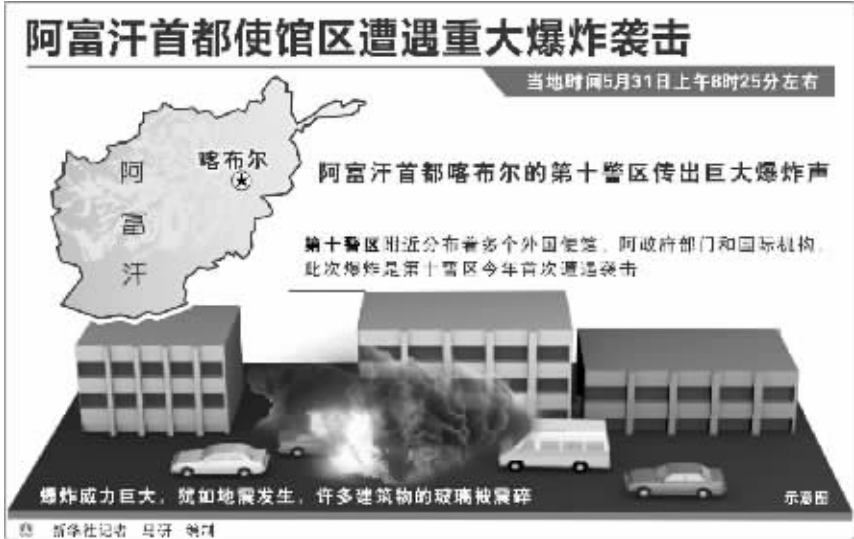 阿富汗首都使馆区遭遇重大爆炸袭击
当地时间5月31日上午8时25分左右
喀布尔
阿富汗
阿富汗首都喀布尔的第十警区传出巨大爆炸声
第十警区附近分布着多个外国使馆、阿政府部门和国际机构，
此次爆炸是第十警区今年首次遭遇袭击
爆炸威力巨大，犹如地震发生，许多建筑物的玻璃被震碎
示意图
新华社记者 马研 编制